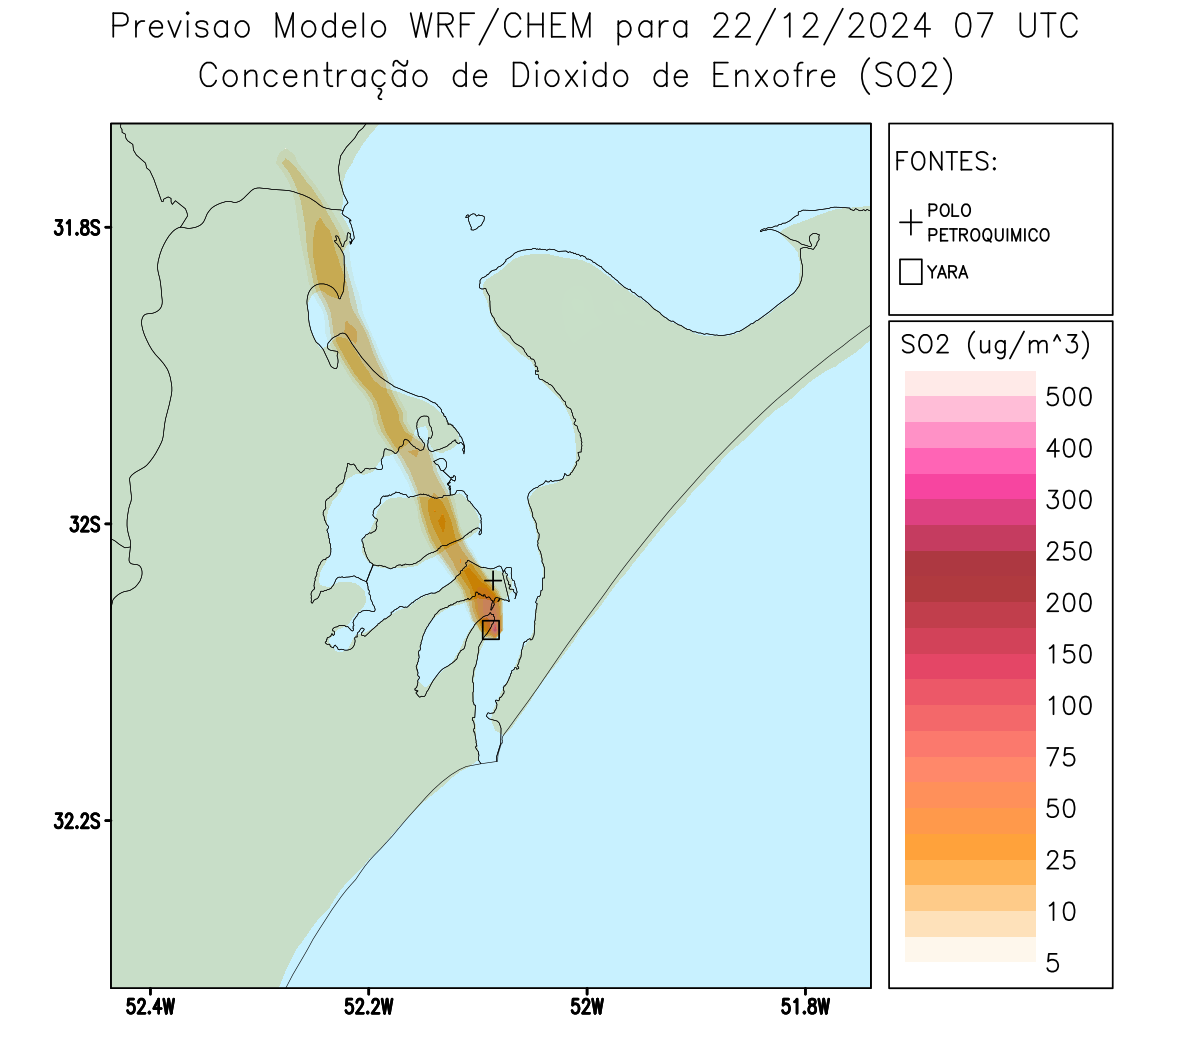 Previsao Modelo WRF/CHEM para 22/12/2024 07 UTC
Concentração de Dioxido de Enxofre (SO2)
FONTES:
POLO
PETROQUIMICO
YARA
31.8S
32S
32.2S
52.4W
52.2W
52W
51.8W
SO2 (ug/m^3)
500
400
300
250
200
150
100
75
50
25
10
5